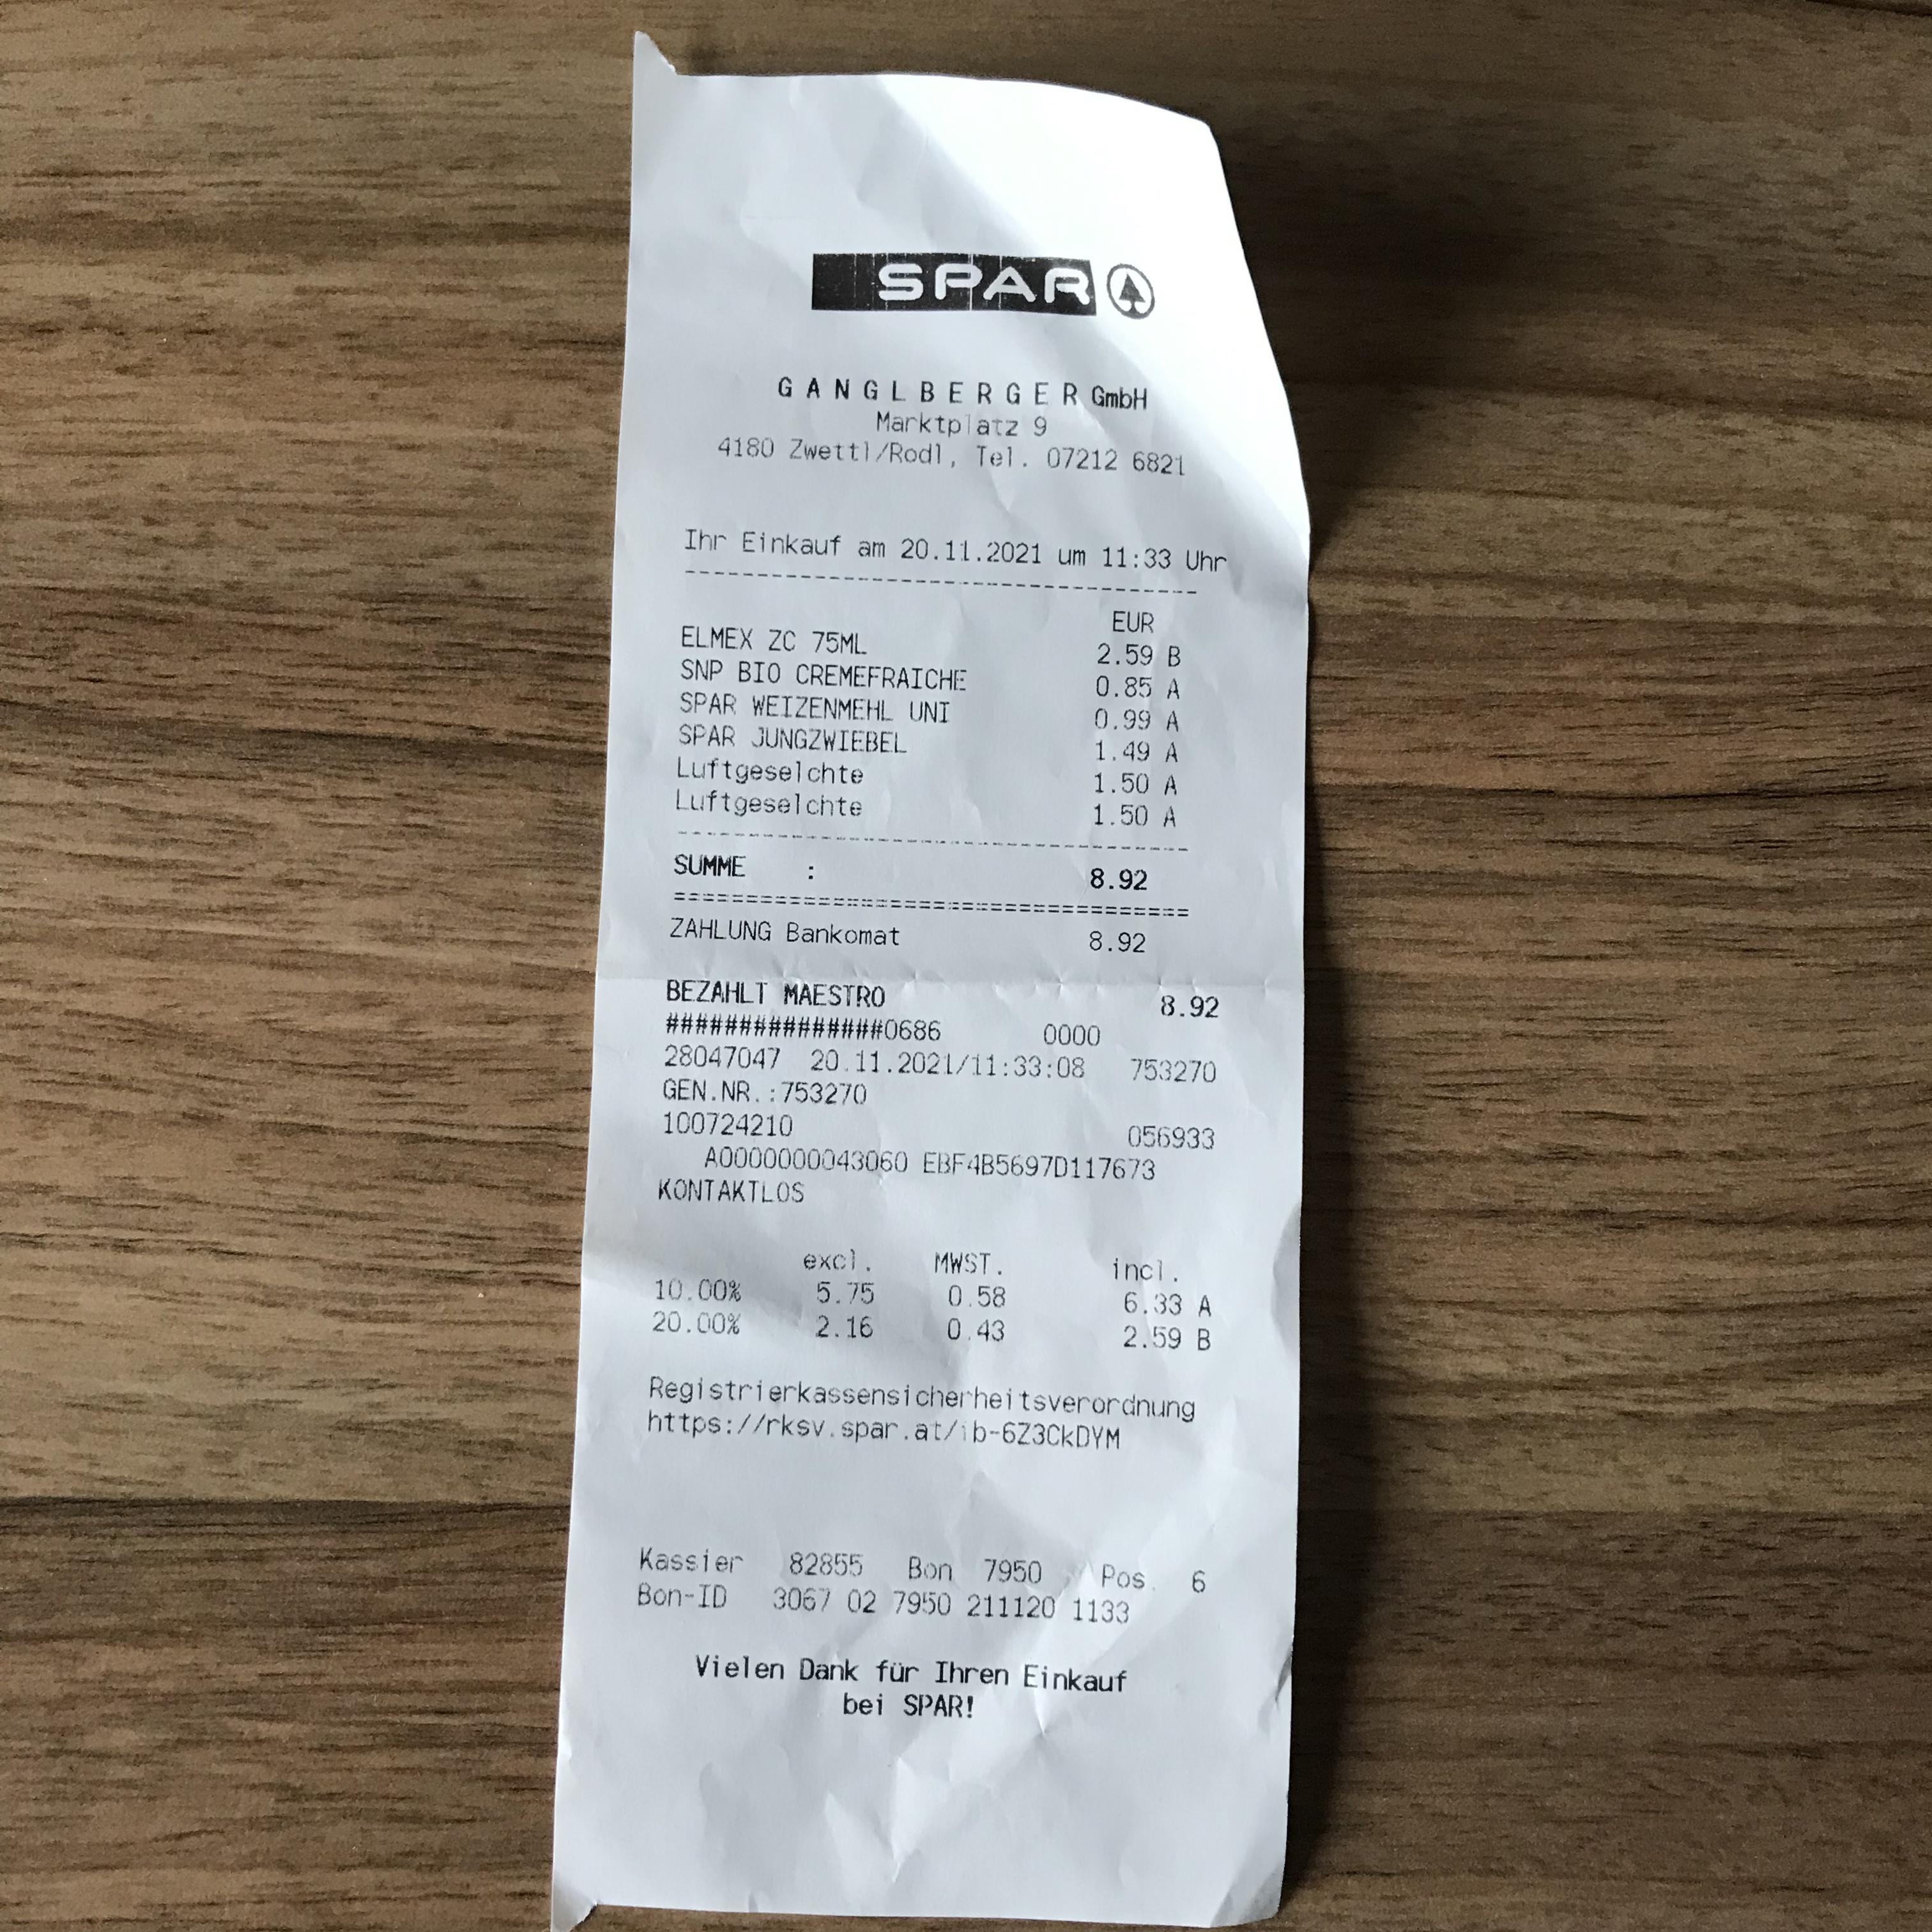 SPAR
GANGLBERGER GmbH
Marktplatz 9
4180 Zwettl/Rodl, Tel. 07212 6821
Ihr Einkauf am 20.11.2021 um 11:33 Uhr
------------------------------------
EUR
ELMEX ZC 75ML 2.59 B
SNP BIO CREMEFRAICHE 0.85 A
SPAR WEIZENMEHL UNI 0.99 A
SPAR JUNGZWIEBEL 1.49 A
Luftgeselchte 1.50 A
Luftgeselchte 1.50 A
------------------------------------
SUMME : 8.92
====================================
ZAHLUNG Bankomat 8.92
BEZAHLT MAESTRO 8.92
###############0686 0000
28047047 20.11.2021/11:33:08 753270
GEN.NR.:753270
100724210 056933
A0000000043060 EBF4B5697D117673
KONTAKTLOS
excl. MWST. incl.
10.00% 5.75 0.58 6.33 A
20.00% 2.16 0.43 2.59 B
Registrierkassensicherheitsverordnung
https://rksv.spar.at/ib-6Z3CkDYM
Kassier 82855 Bon 7950 Pos. 6
Bon-ID 3067 02 7950 211120 1133
Vielen Dank für Ihren Einkauf
bei SPAR!